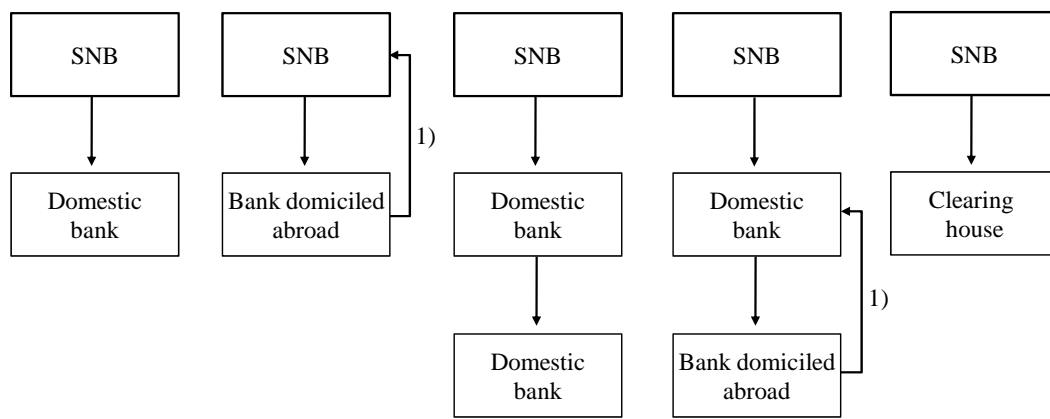 SNB
SNB
SNB
SNB
SNB
1)
Domestic
bank
Bank domiciled
abroad
Domestic
bank
Domestic
bank
Clearing
house
1)
Domestic
bank
Bank domiciled
abroad